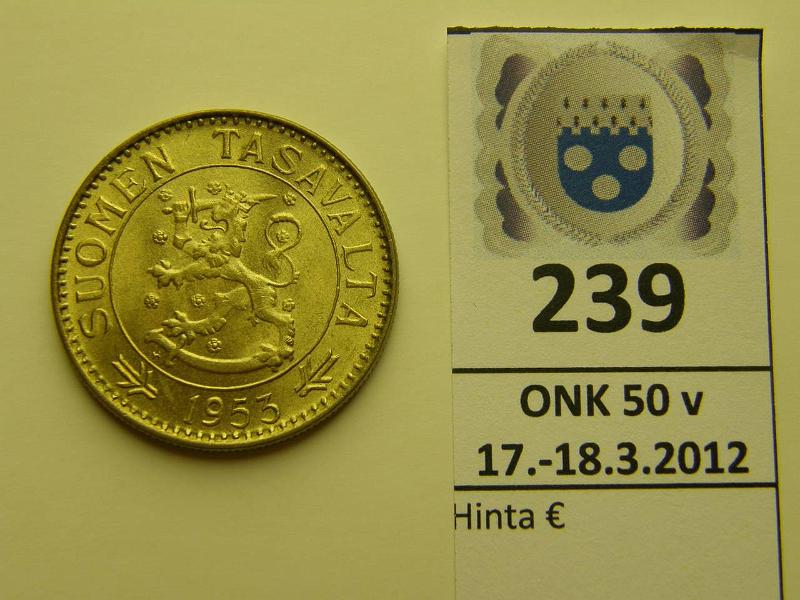 SUOMEN TASAVALTA
1953
239
ONK 50 v
17.-18.3.2012
Hinta €